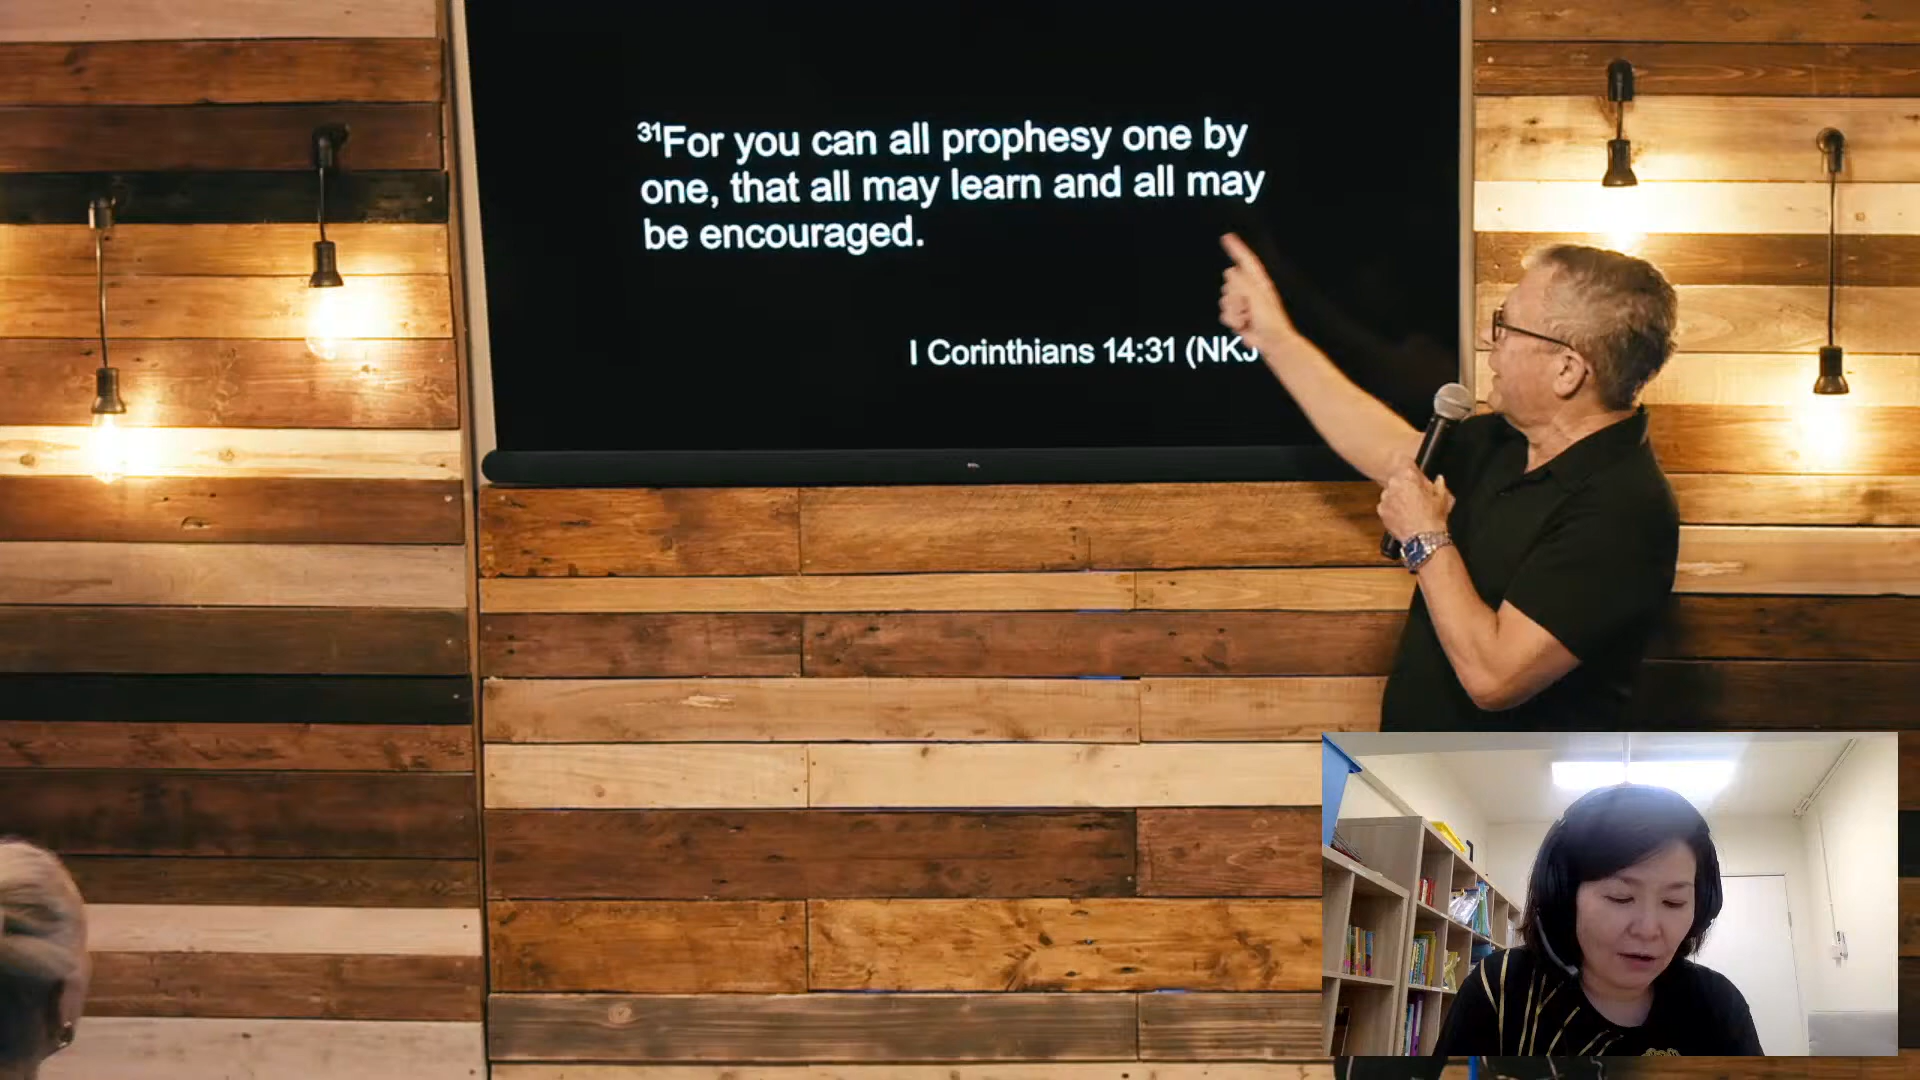 ³¹For you can all prophesy one by
one, that all may learn and all may
be encouraged.
I Corinthians 14:31 (NKJ